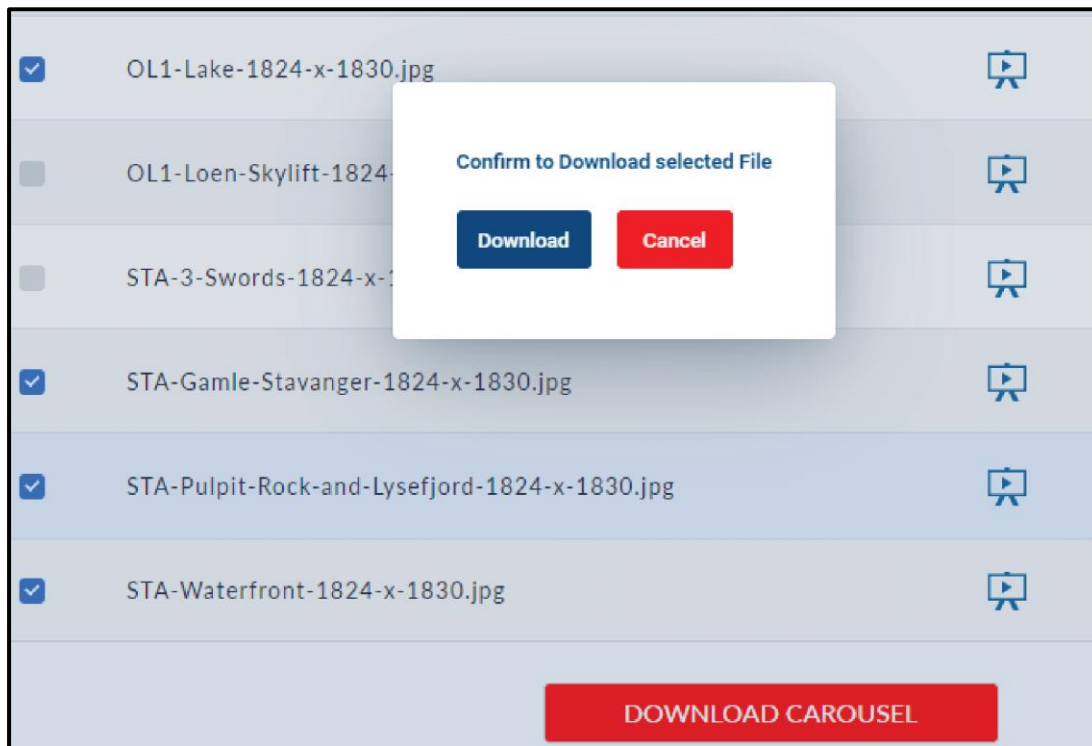 OL1-Lake-1824-x-1830.jpg
Confirm to Download selected File
OL1-Loen-Skylift-1824-
Download Cancel
STA-3-Swords-1824-x-
STA-Gamle-Stavanger-1824-x-1830.jpg
STA-Pulpit-Rock-and-Lysefjord-1824-x-1830.jpg
STA-Waterfront-1824-x-1830.jpg
DOWNLOAD CAROUSEL